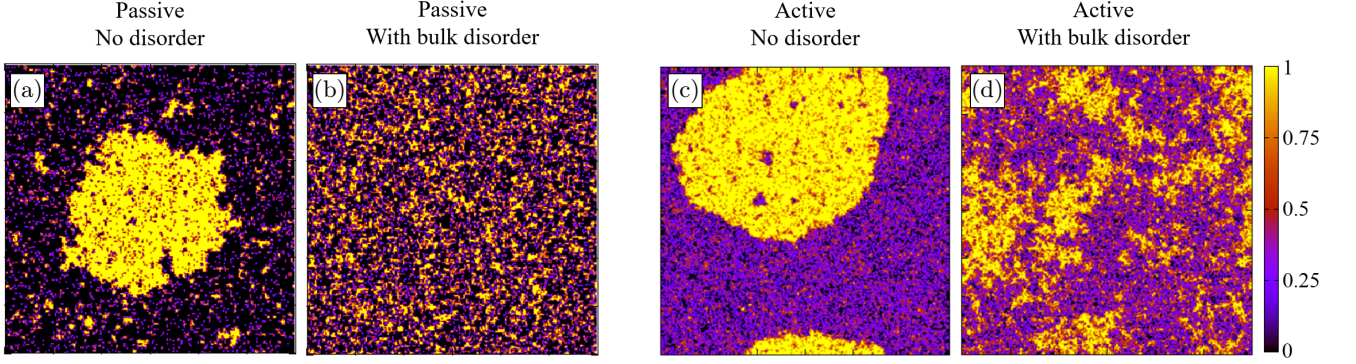 Passive
No disorder
Passive
With bulk disorder
Active
No disorder
Active
With bulk disorder
(a)
(b)
(c)
(d)
1
0.75
0.5
0.25
0